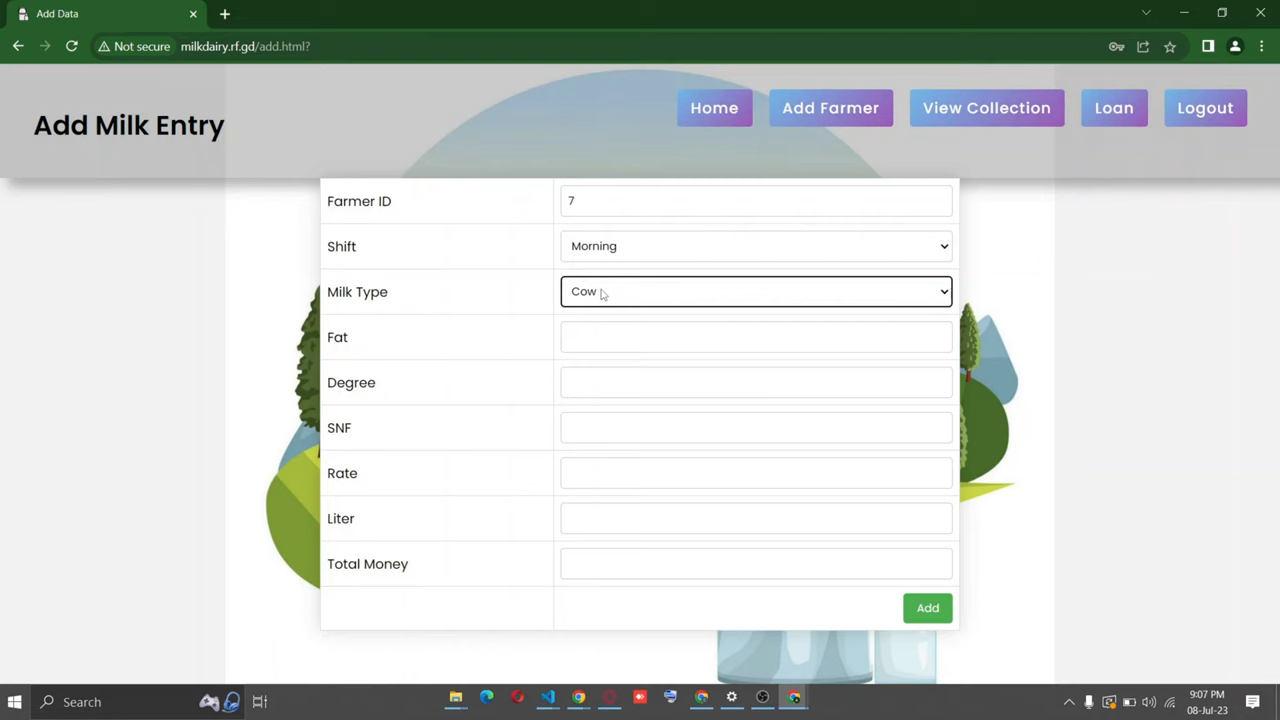 Add Data
Not secure
milkdairy.rf.gd/add.html?
Add Milk Entry
Home
Add Farmer
View Collection
Loan
Logout
Farmer ID
7
Shift
Morning
Milk Type
Cow
Fat
Degree
SNF
Rate
Liter
Total Money
Add
Search
9:07 PM
08-Jul-23